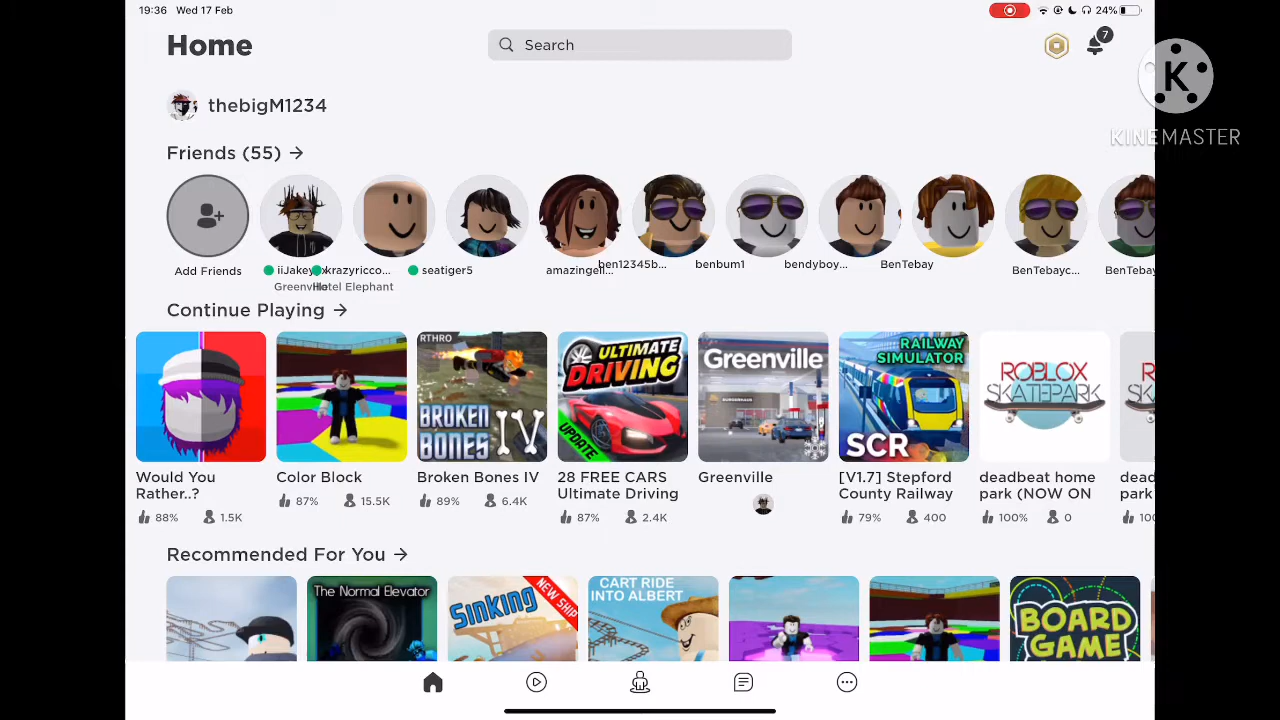 19:36 Wed 17 Feb 24%
Home
Search
7
K
KINEMASTER
thebigM1234
Friends (55)
Add Friends
seatiger5
benbum1
bendyboy...
BenTebay
BenTebayc...
Hotel Elephant
Continue Playing
RTHRO
BROKEN
BONES IV
ULTIMATE
DRIVING
UPDATE
Greenville
RAILWAY
SIMULATOR
SCR
ROBLOX
SKATEPARK
Would You
Rather..?
88% 1.5K
Color Block
87% 15.5K
Broken Bones IV
89% 6.4K
28 FREE CARS
Ultimate Driving
87% 2.4K
Greenville
[V1.7] Stepford
County Railway
79% 400
deadbeat home
park (NOW ON
100% 0
Recommended For You
The Normal Elevator
Sinking
NEW SHIP
CART RIDE
INTO ALBERT
BOARD
GAME